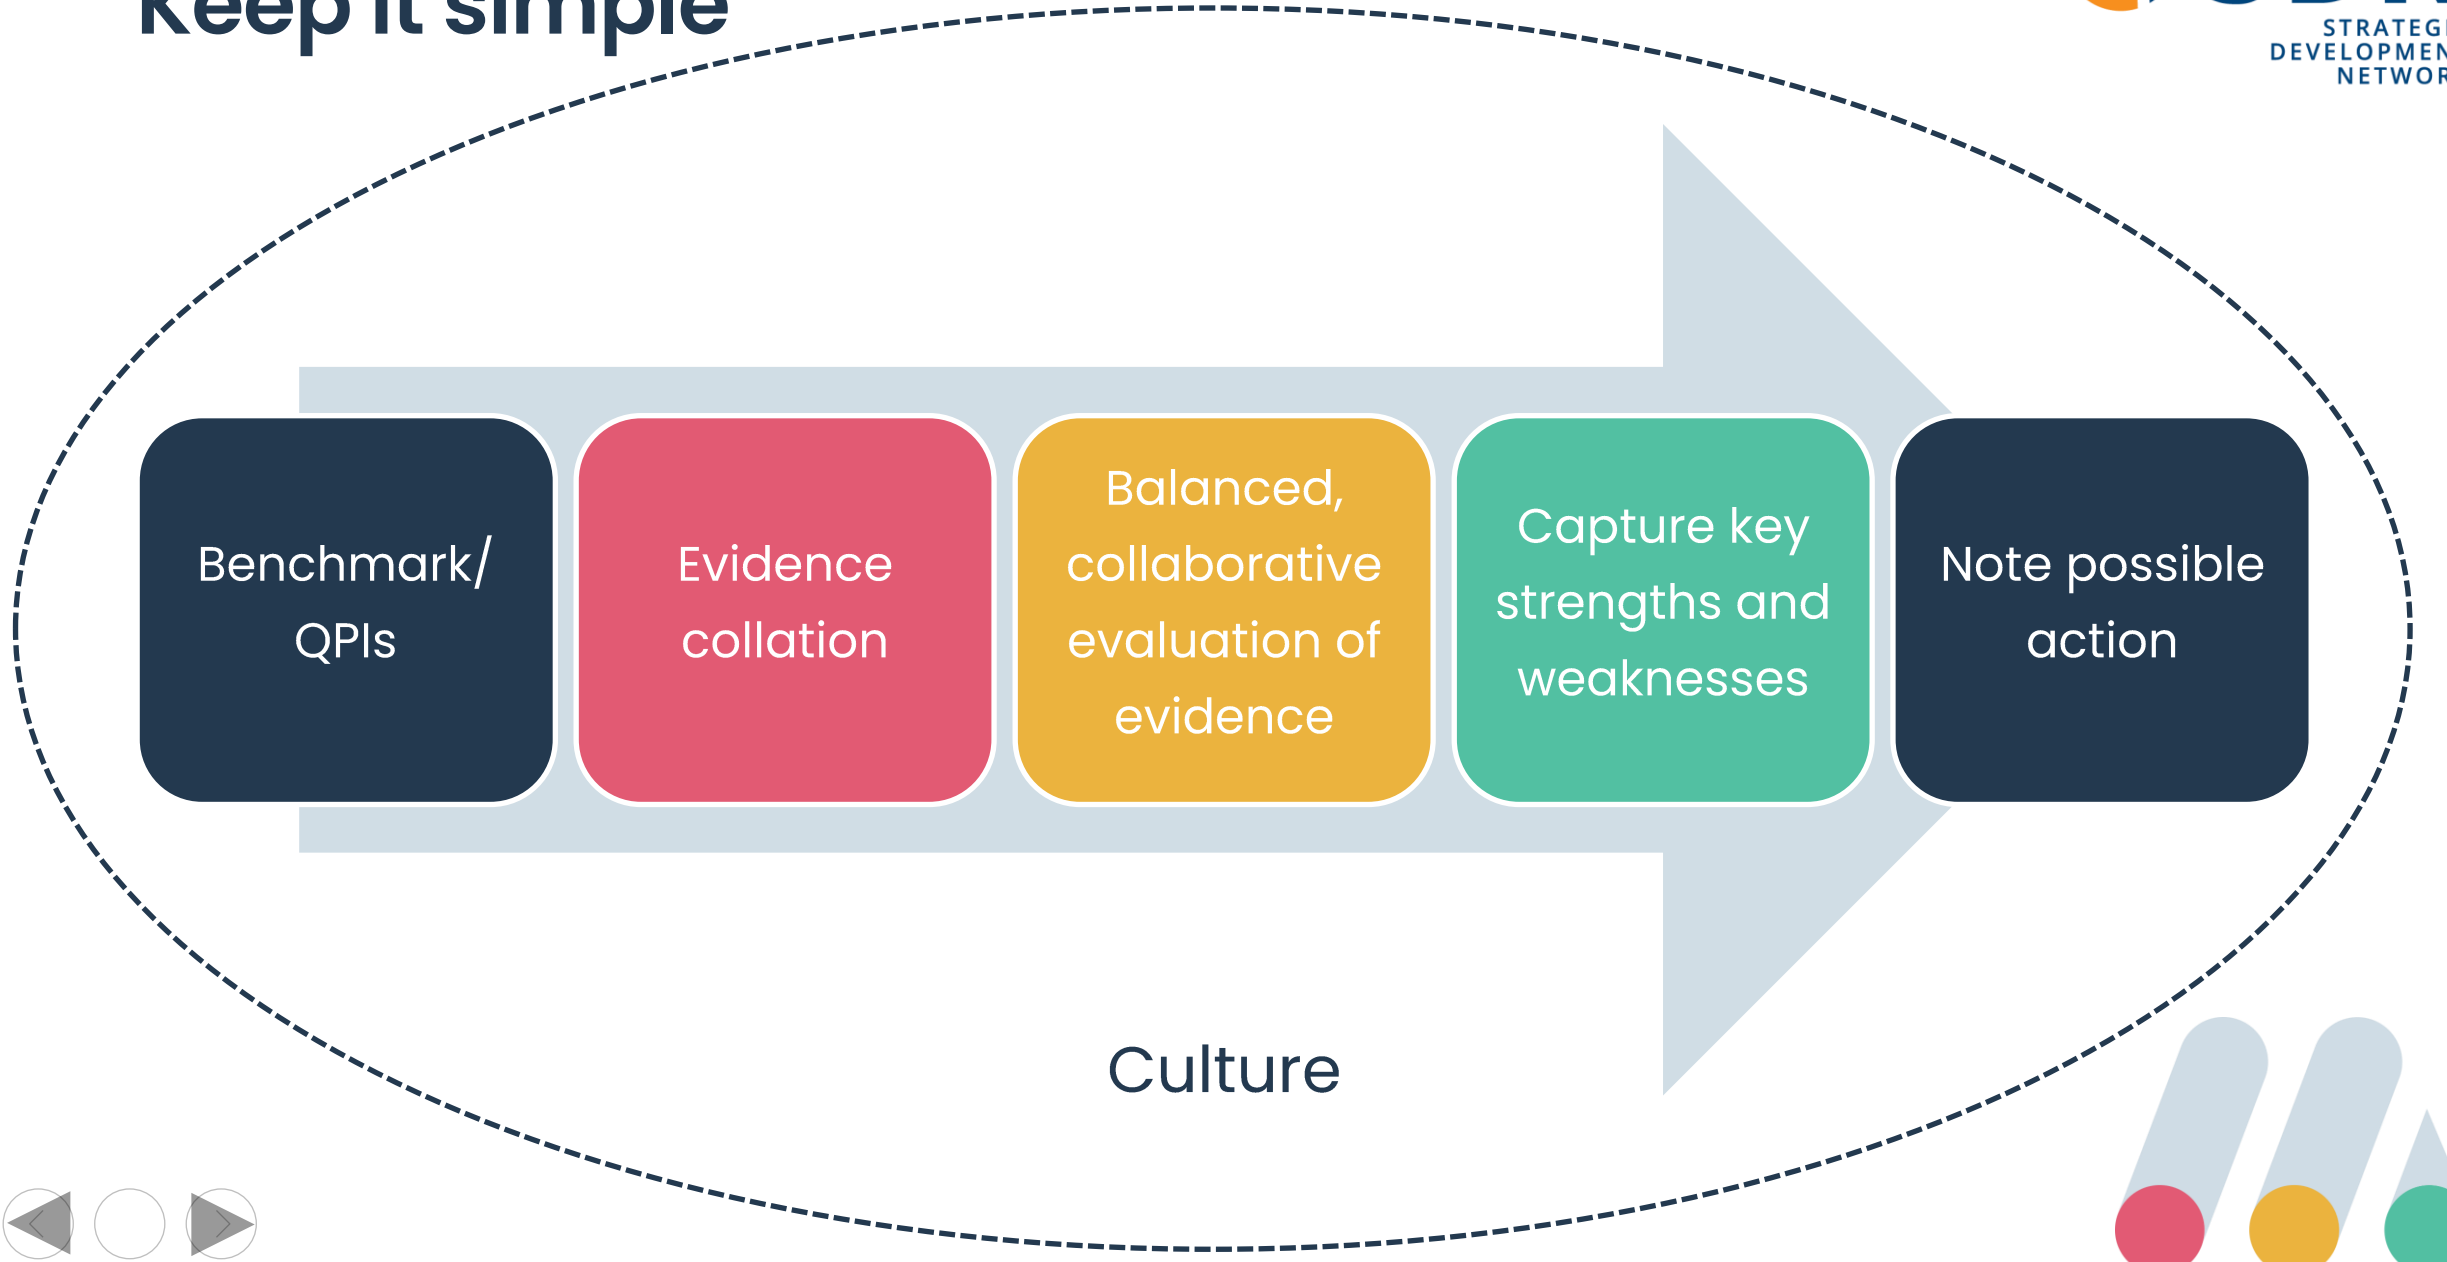 Keep it simple
STRATEGI
DEVELOPMEN
NETWOR
Benchmark/
QPIs
Evidence
collation
Balanced,
collaborative
evaluation of
evidence
Capture key
strengths and
weaknesses
Note possible
action
Culture